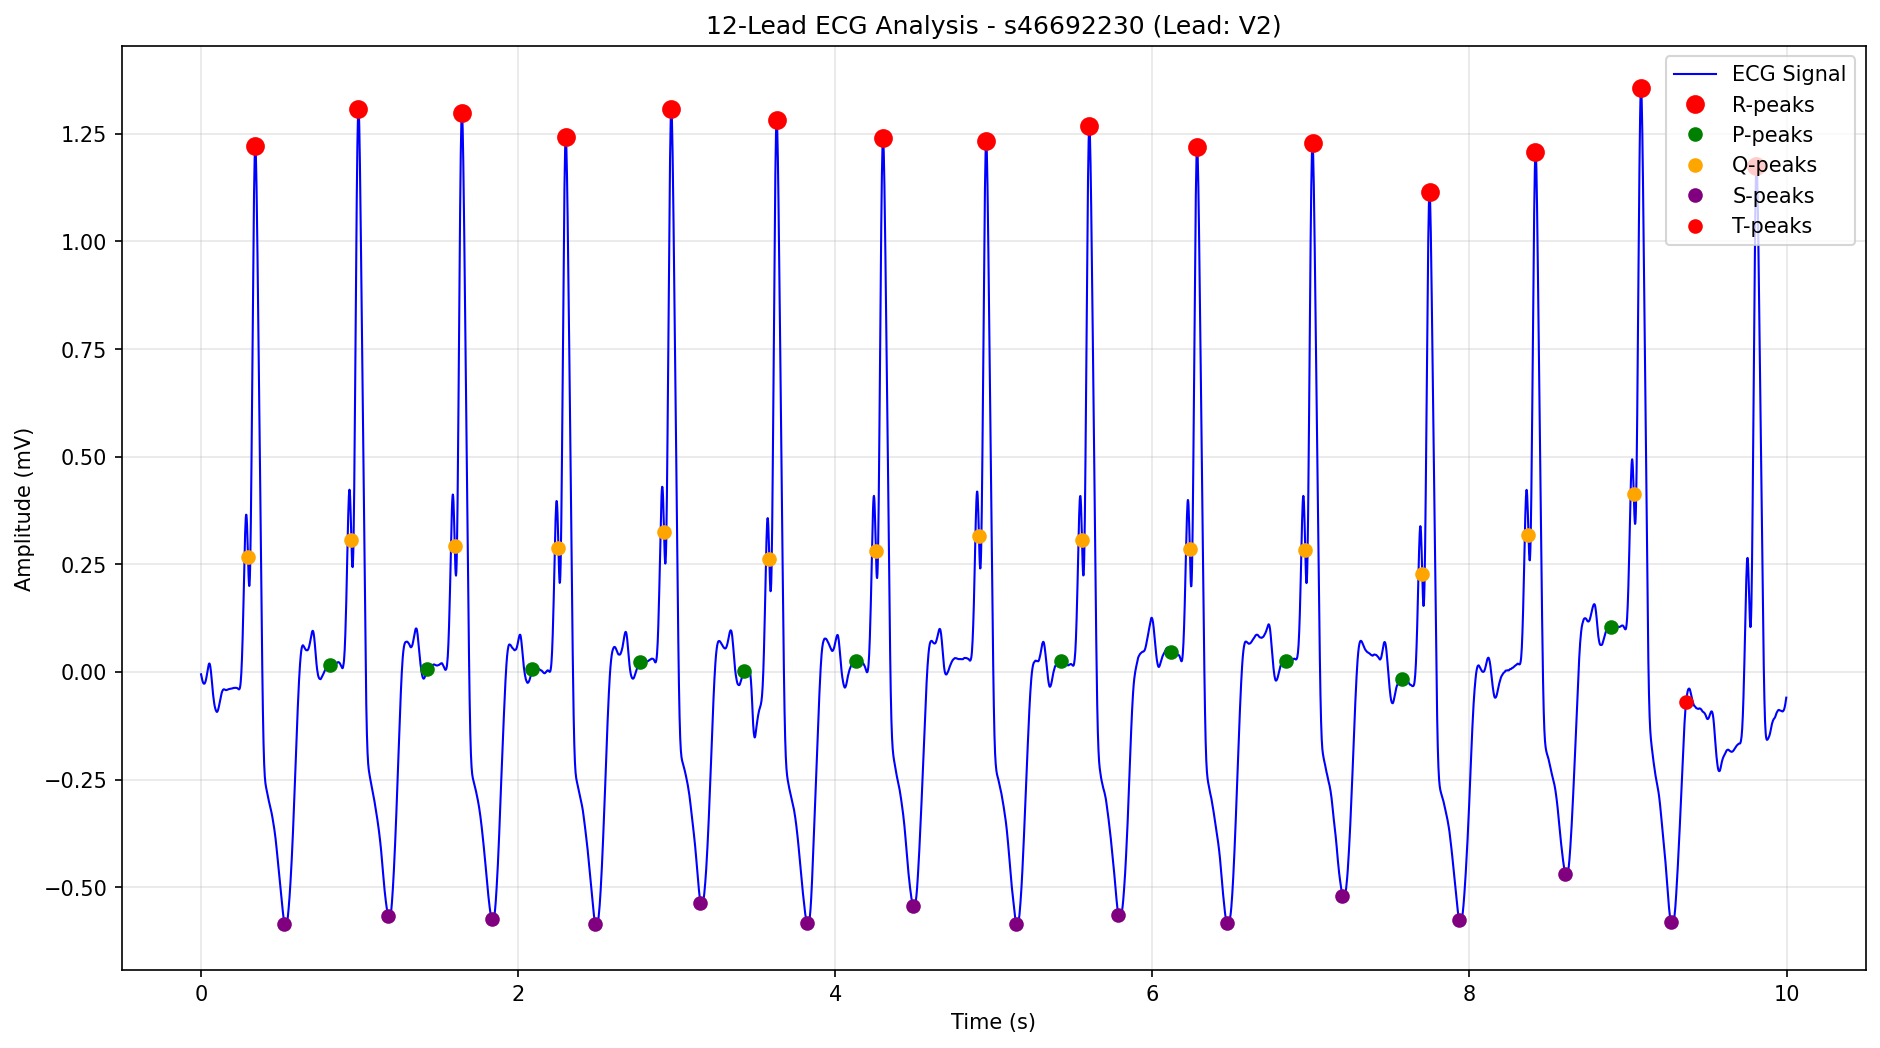 12-Lead ECG Analysis - s46692230 (Lead: V2)
ECG Signal
R-peaks
P-peaks
Q-peaks
S-peaks
T-peaks
Amplitude (mV)
1.25
1.00
0.75
0.50
0.25
0.00
−0.25
−0.50
0 2 4 6 8 10
Time (s)